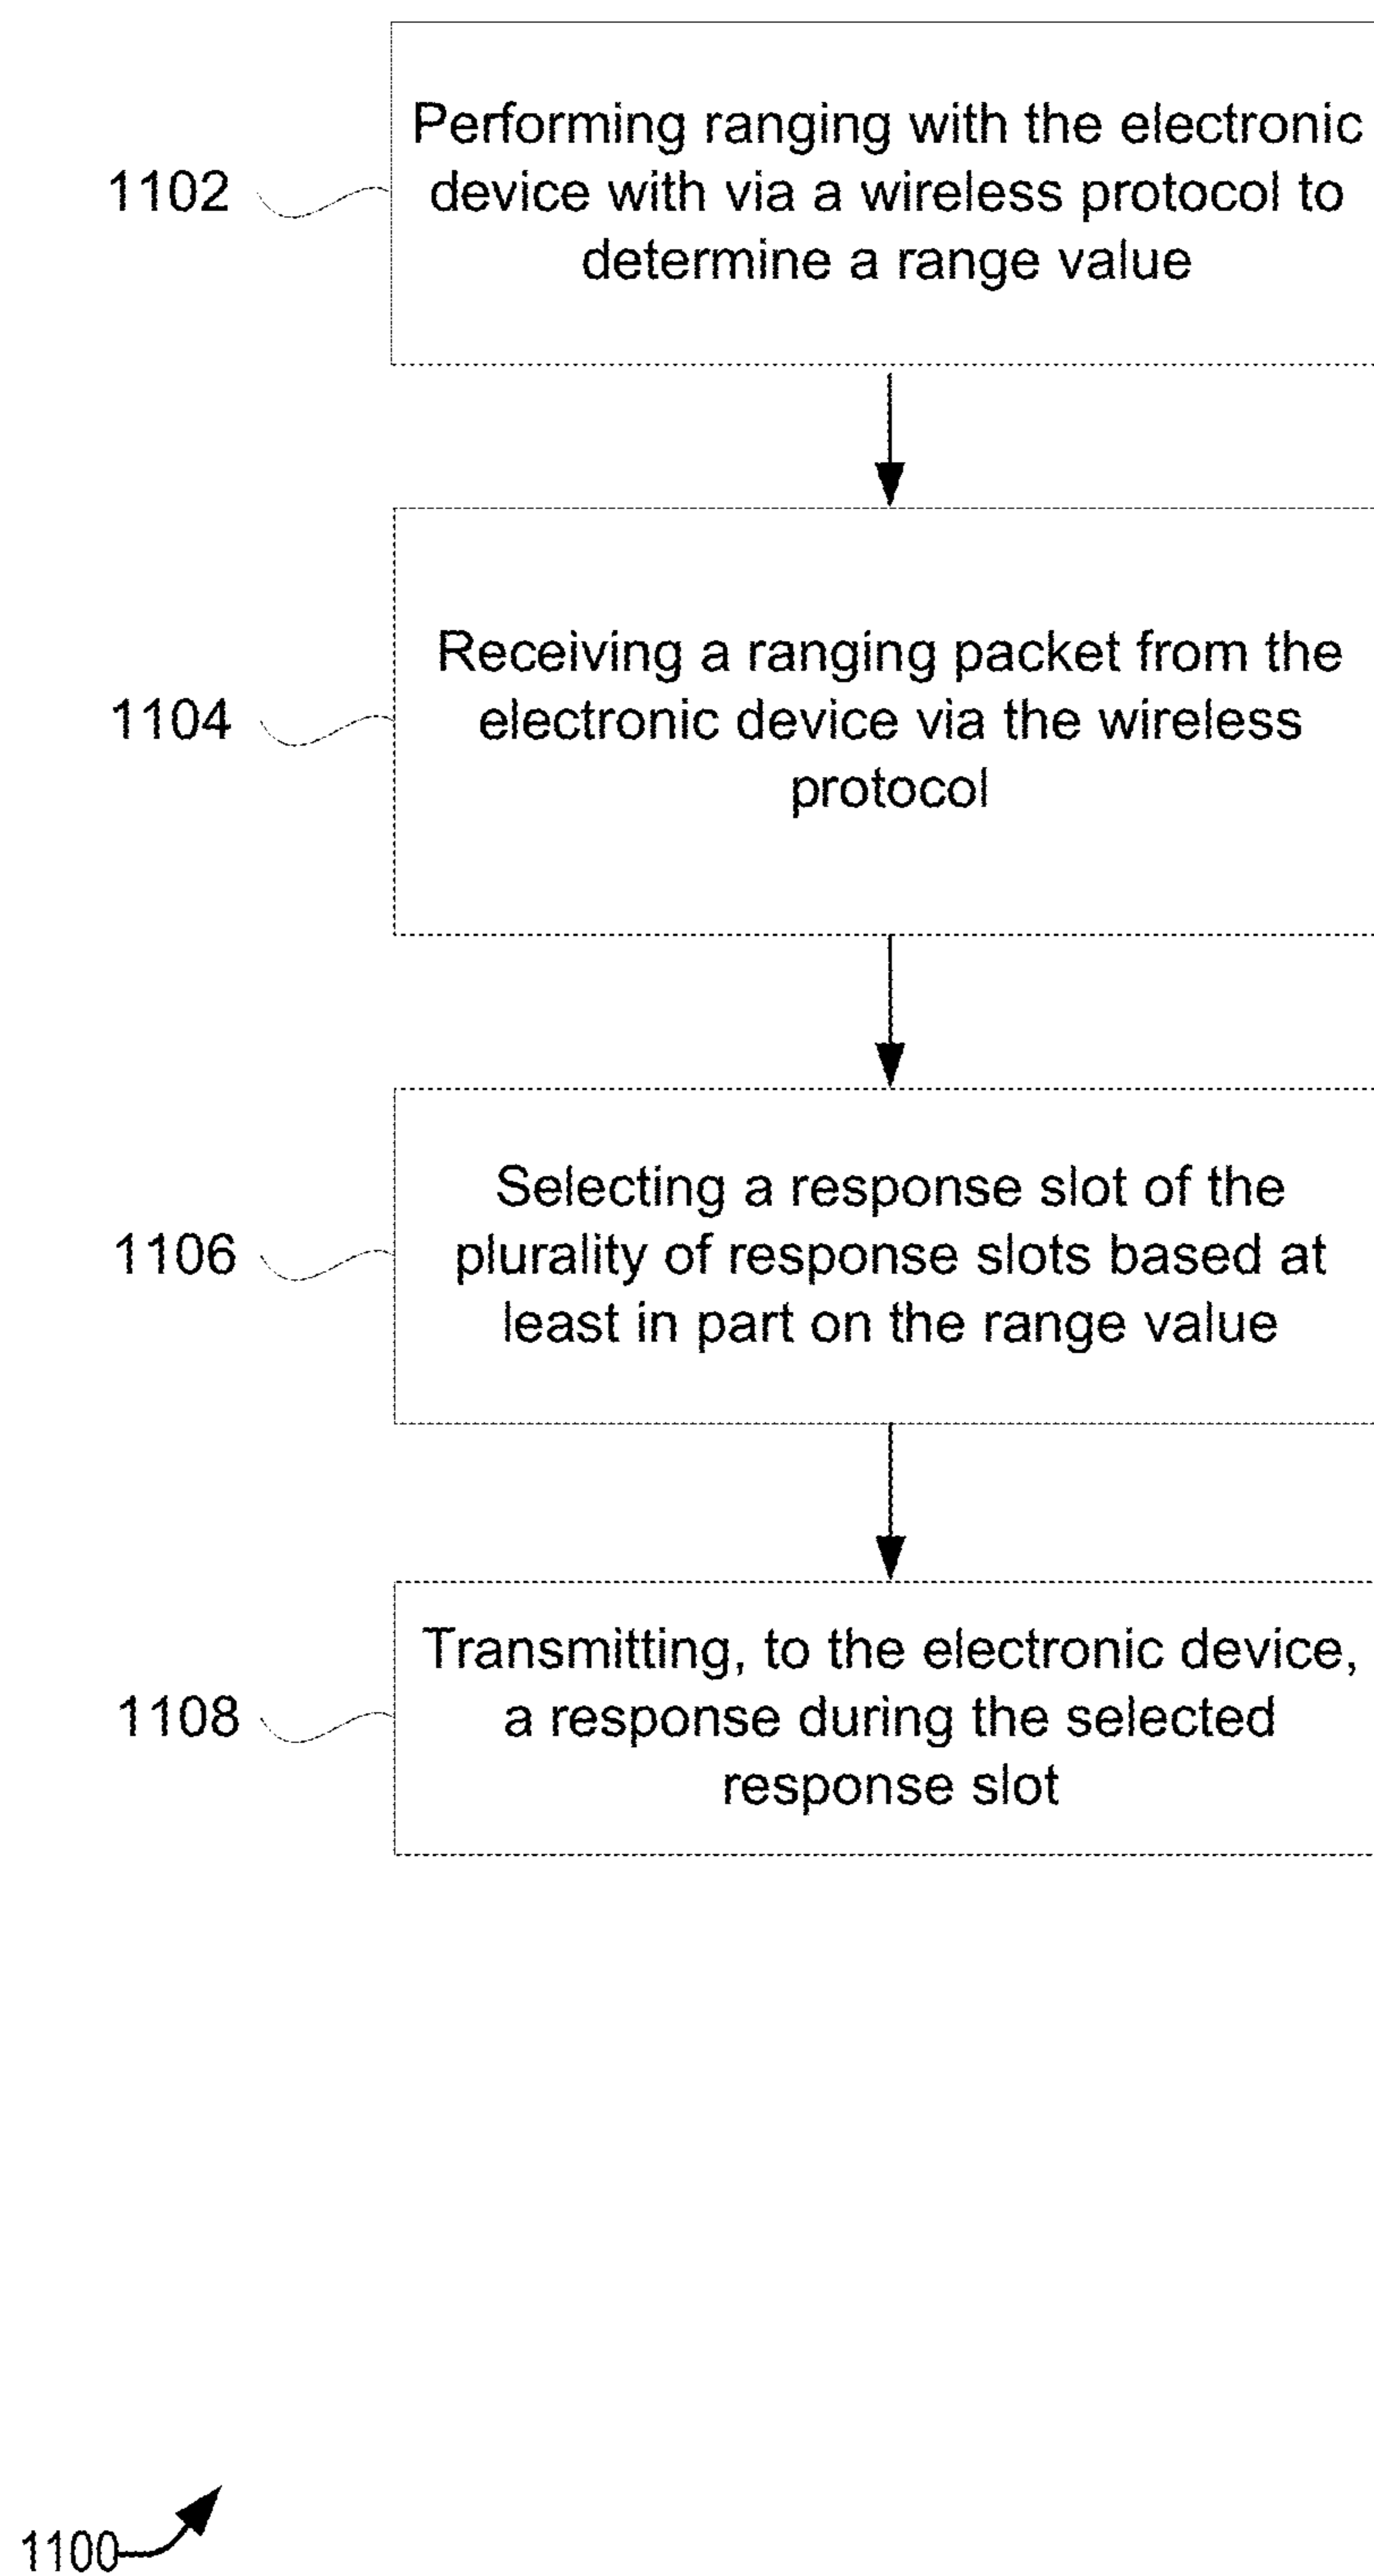 1102
Performing ranging with the electronic
device with via a wireless protocol to
determine a range value
1104
Receiving a ranging packet from the
electronic device via the wireless
protocol
1106
Selecting a response slot of the
plurality of response slots based at
least in part on the range value
1108
Transmitting, to the electronic device,
a response during the selected
response slot
1100